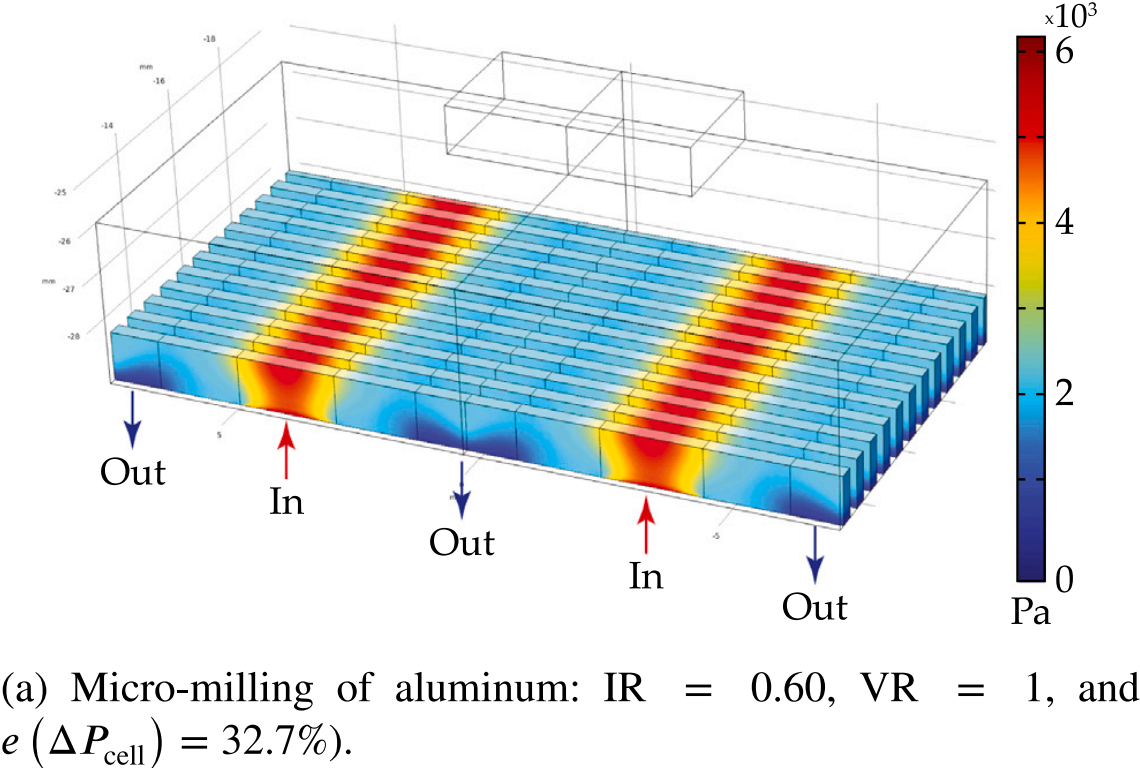 ×10³
6
-18
mm
-16
-14
4
-25
-26
mm
-27
-28
2
5
Out
In
-5
Out
In
Out
0
Pa
(a) Micro-milling of aluminum: IR = 0.60, VR = 1, and
e (ΔP_cell) = 32.7%).